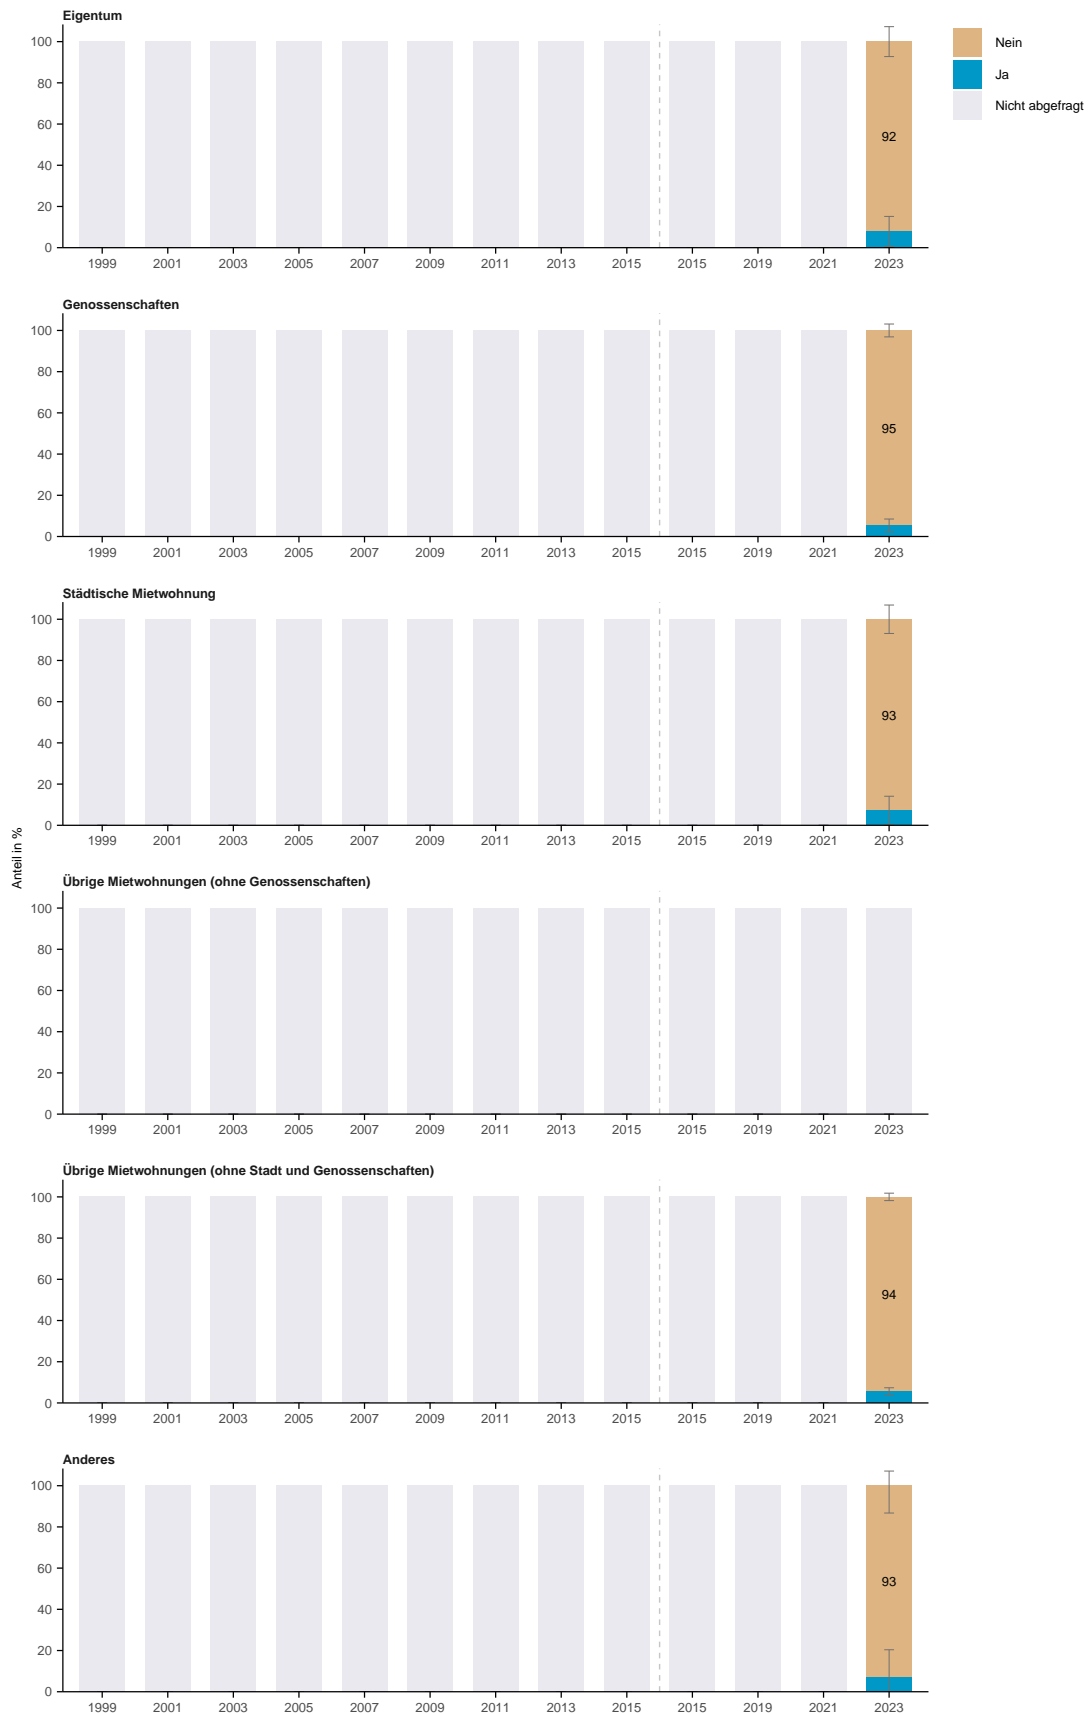 Eigentum
Nein
Ja
Nicht abgefragt
100
80
60
40
20
0
92
1999 2001 2003 2005 2007 2009 2011 2013 2015 2015 2019 2021 2023
Genossenschaften
100
80
60
40
20
0
95
1999 2001 2003 2005 2007 2009 2011 2013 2015 2015 2019 2021 2023
Städtische Mietwohnung
100
80
60
40
20
0
93
1999 2001 2003 2005 2007 2009 2011 2013 2015 2015 2019 2021 2023
Anteil in %
Übrige Mietwohnungen (ohne Genossenschaften)
100
80
60
40
20
0
1999 2001 2003 2005 2007 2009 2011 2013 2015 2015 2019 2021 2023
Übrige Mietwohnungen (ohne Stadt und Genossenschaften)
100
80
60
40
20
0
94
1999 2001 2003 2005 2007 2009 2011 2013 2015 2015 2019 2021 2023
Anderes
100
80
60
40
20
0
93
1999 2001 2003 2005 2007 2009 2011 2013 2015 2015 2019 2021 2023